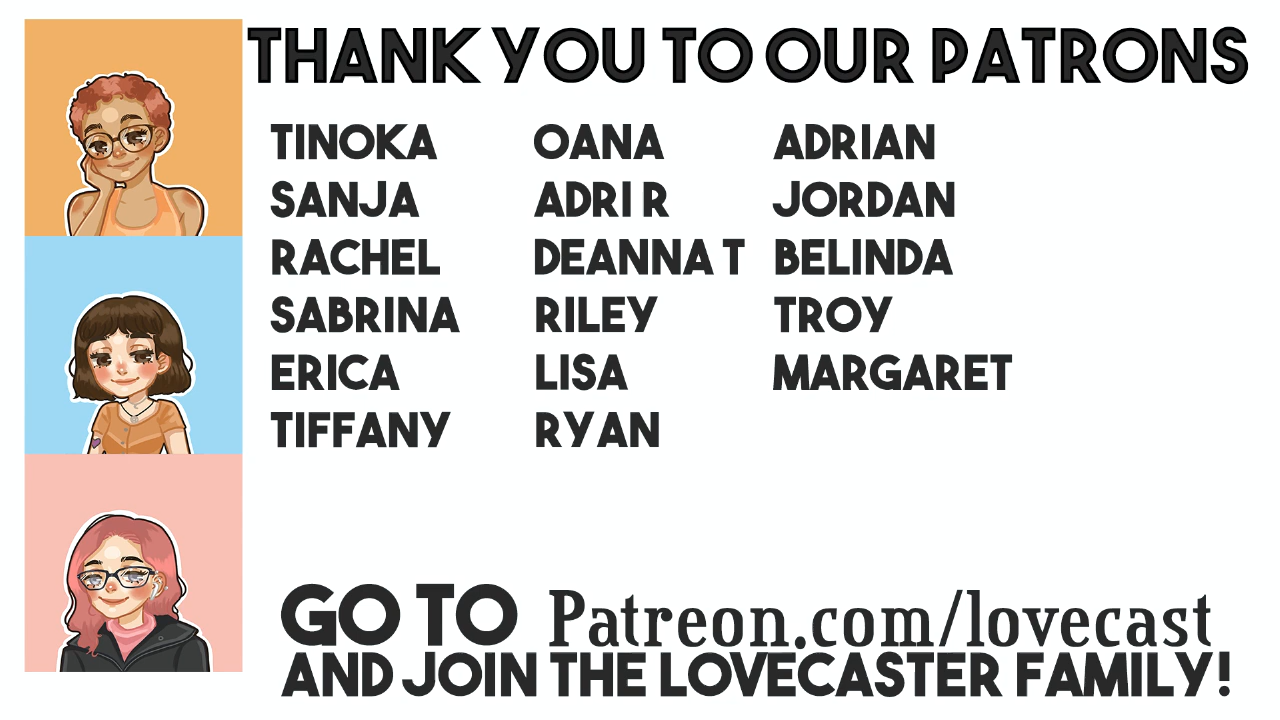 THANK YOU TO OUR PATRONS
TINOKA
SANJA
RACHEL
SABRINA
ERICA
TIFFANY
OANA
ADRI R
DEANNA T
RILEY
LISA
RYAN
ADRIAN
JORDAN
BELINDA
TROY
MARGARET
GO TO Patreon.com/lovecast
AND JOIN THE LOVECASTER FAMILY!